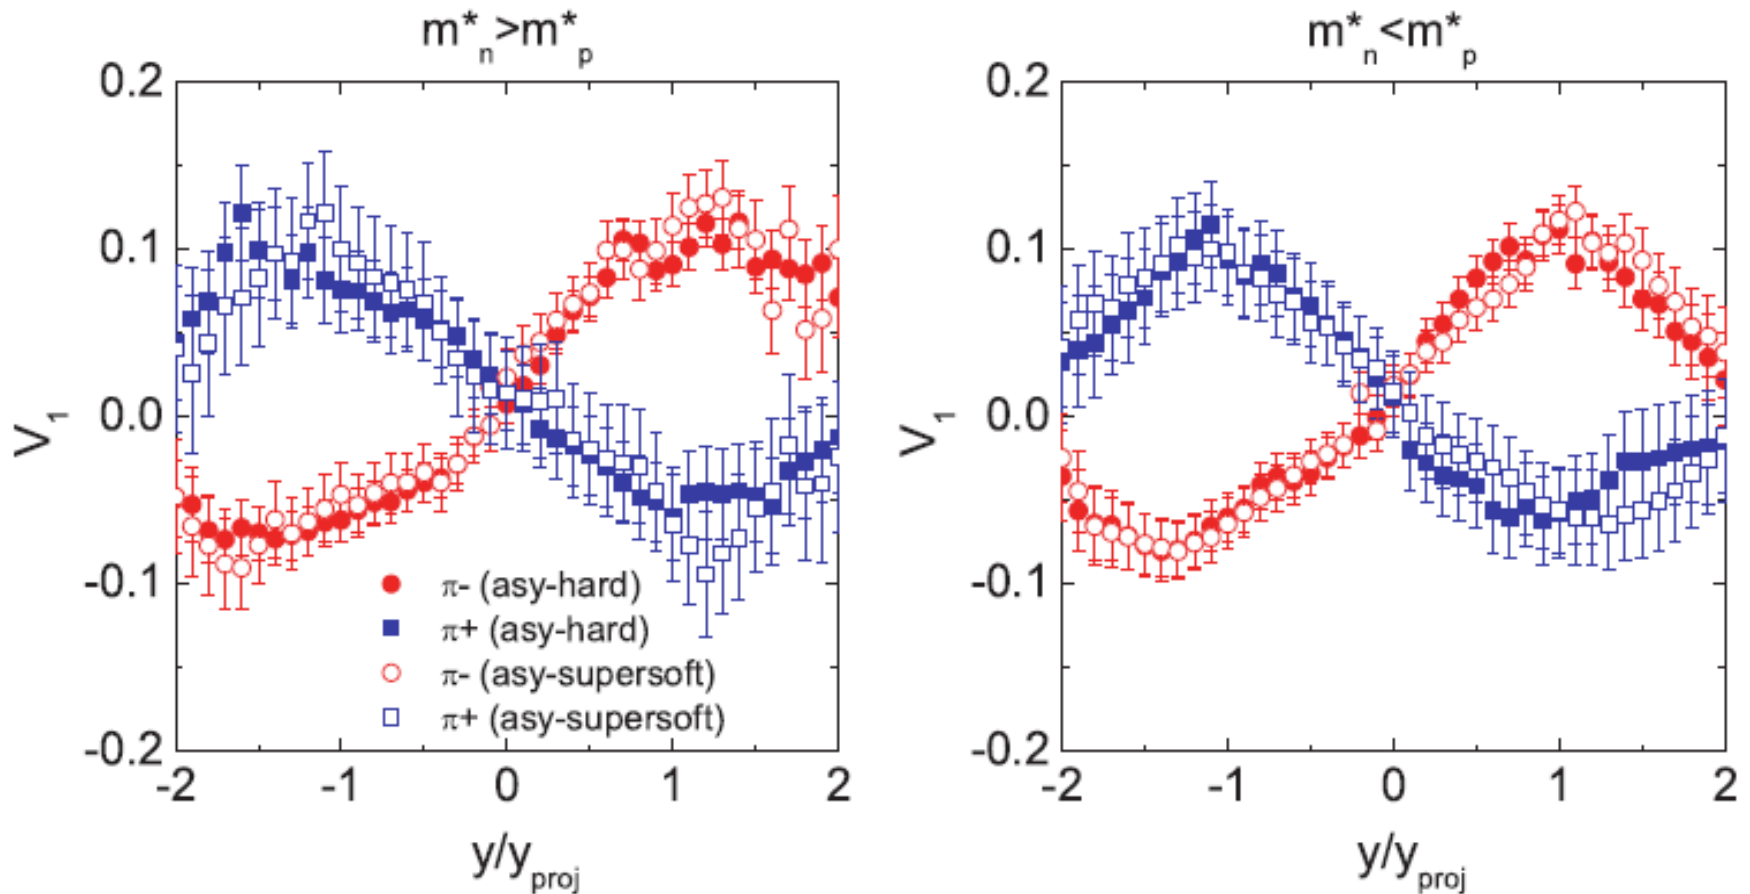 m*n>m*p
m*n<m*p
0.2
0.1
0.0
-0.1
-0.2
V1
π- (asy-hard)
π+ (asy-hard)
π- (asy-supersoft)
π+ (asy-supersoft)
-2 -1 0 1 2
y/yproj
0.2
0.1
0.0
-0.1
-0.2
V1
-2 -1 0 1 2
y/yproj